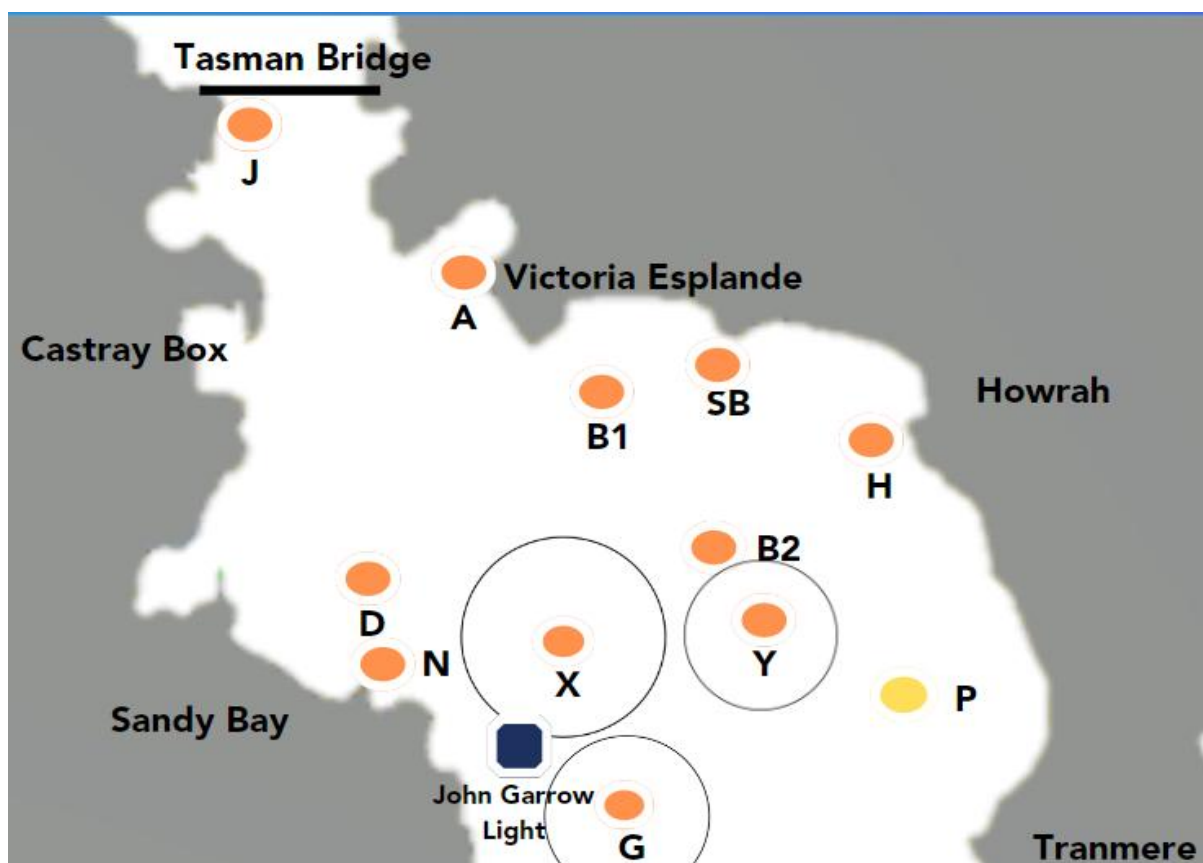 Tasman Bridge
J
Victoria Esplande
A
Castray Box
SB
Howrah
B1
H
B2
D
N
X
Y
P
Sandy Bay
John Garrow
Light
G
Tranmere